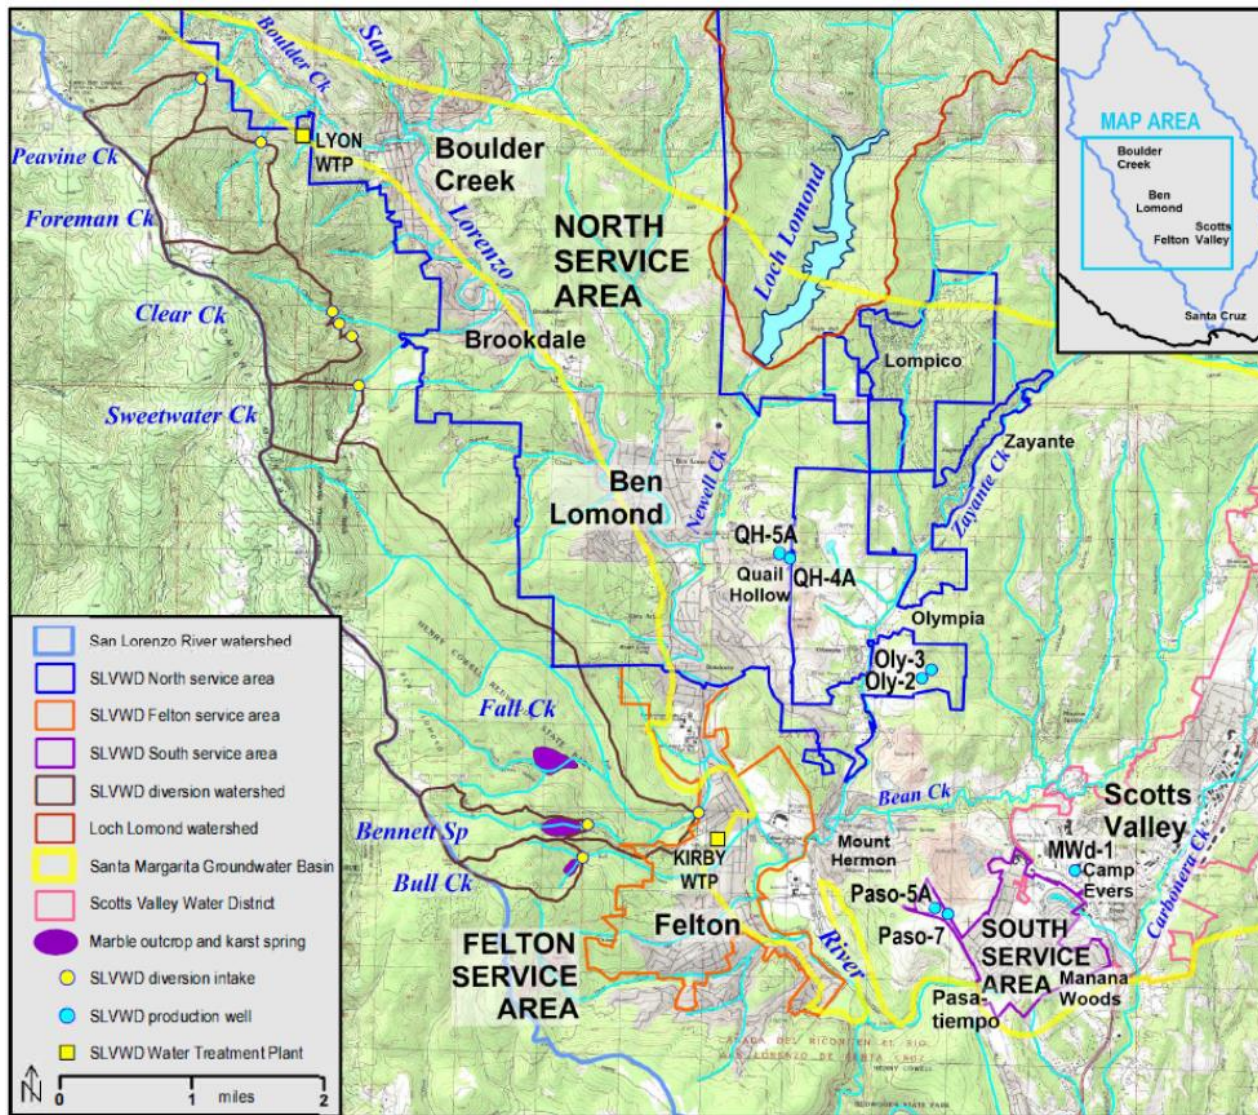 Boulder Ck
San
Peavine Ck
LYON
WTP
Boulder
Creek
Foreman Ck
Lorenzo
NORTH
SERVICE
AREA
Loch Lomond
MAP AREA
Boulder
Creek
Ben
Lomond
Scotts
Valley
Felton
Santa Cruz
Clear Ck
Brookdale
Lompico
Sweetwater Ck
Zayante
Ben
Lomond
Newell Ck
Zayante Ck
QH-5A
QH-4A
Quail
Hollow
Olympia
Oly-3
Oly-2
Fall Ck
Bean Ck
Scotts
Valley
Bennett Sp
KIRBY
WTP
Mount
Hermon
MWd-1
Camp
Evers
Carbonera Ck
Bull Ck
Paso-5A
Paso-7
Felton
FELTON
SERVICE
AREA
River
SOUTH
SERVICE
AREA
Manana
Woods
Pasa-
tiempo
San Lorenzo River watershed
SLVWD North service area
SLVWD Felton service area
SLVWD South service area
SLVWD diversion watershed
Loch Lomond watershed
Santa Margarita Groundwater Basin
Scotts Valley Water District
Marble outcrop and karst spring
SLVWD diversion intake
SLVWD production well
SLVWD Water Treatment Plant
N
0 1 miles 2